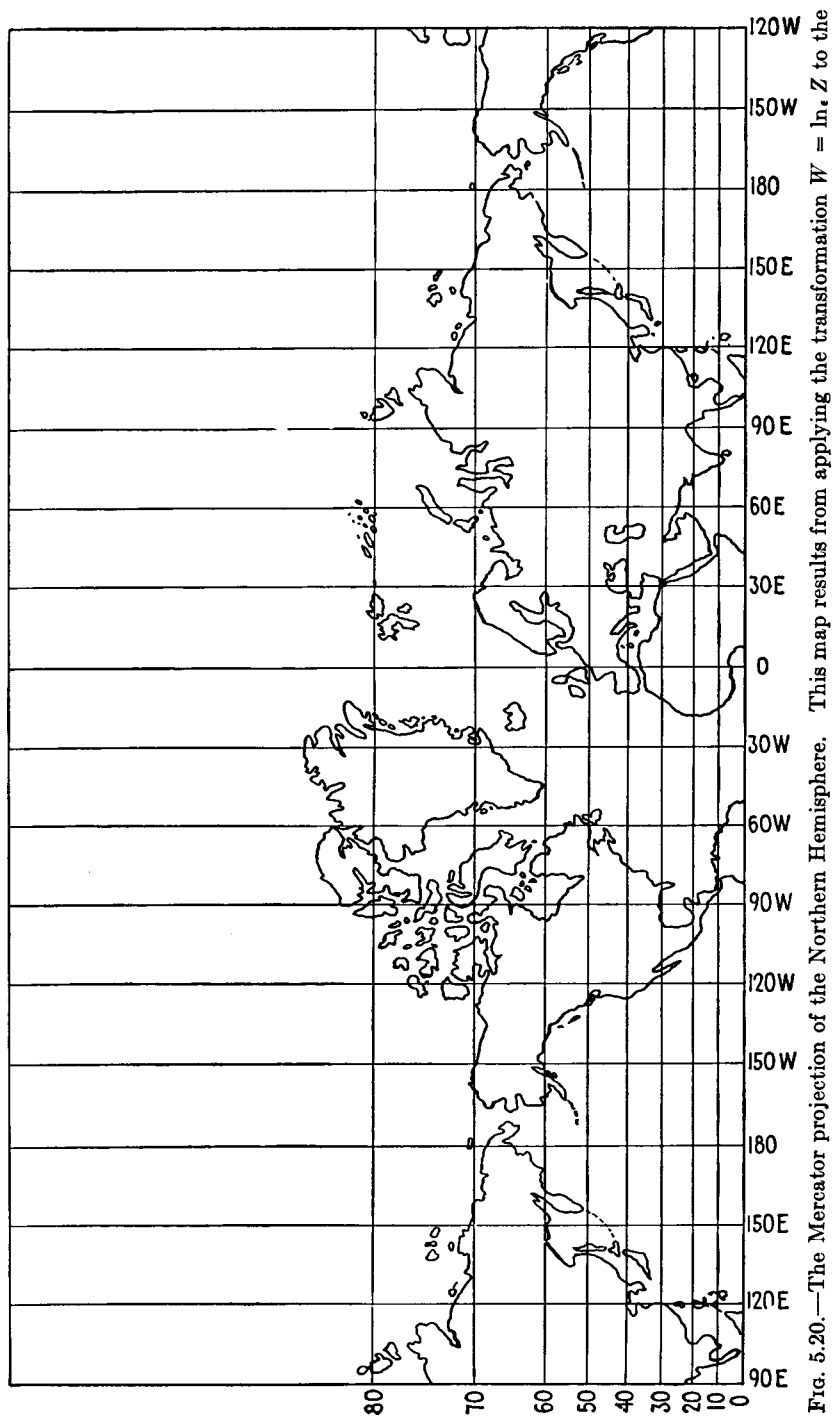 120W
150W
180
150E
120E
90E
60E
30E
0
30W
60W
90W
120W
150W
180
150E
120E
90E
80
70
60
50
40
30
20
10
0
Fig. 5.20.—The Mercator projection of the Northern Hemisphere. This map results from applying the transformation W = lnₑ Z to the